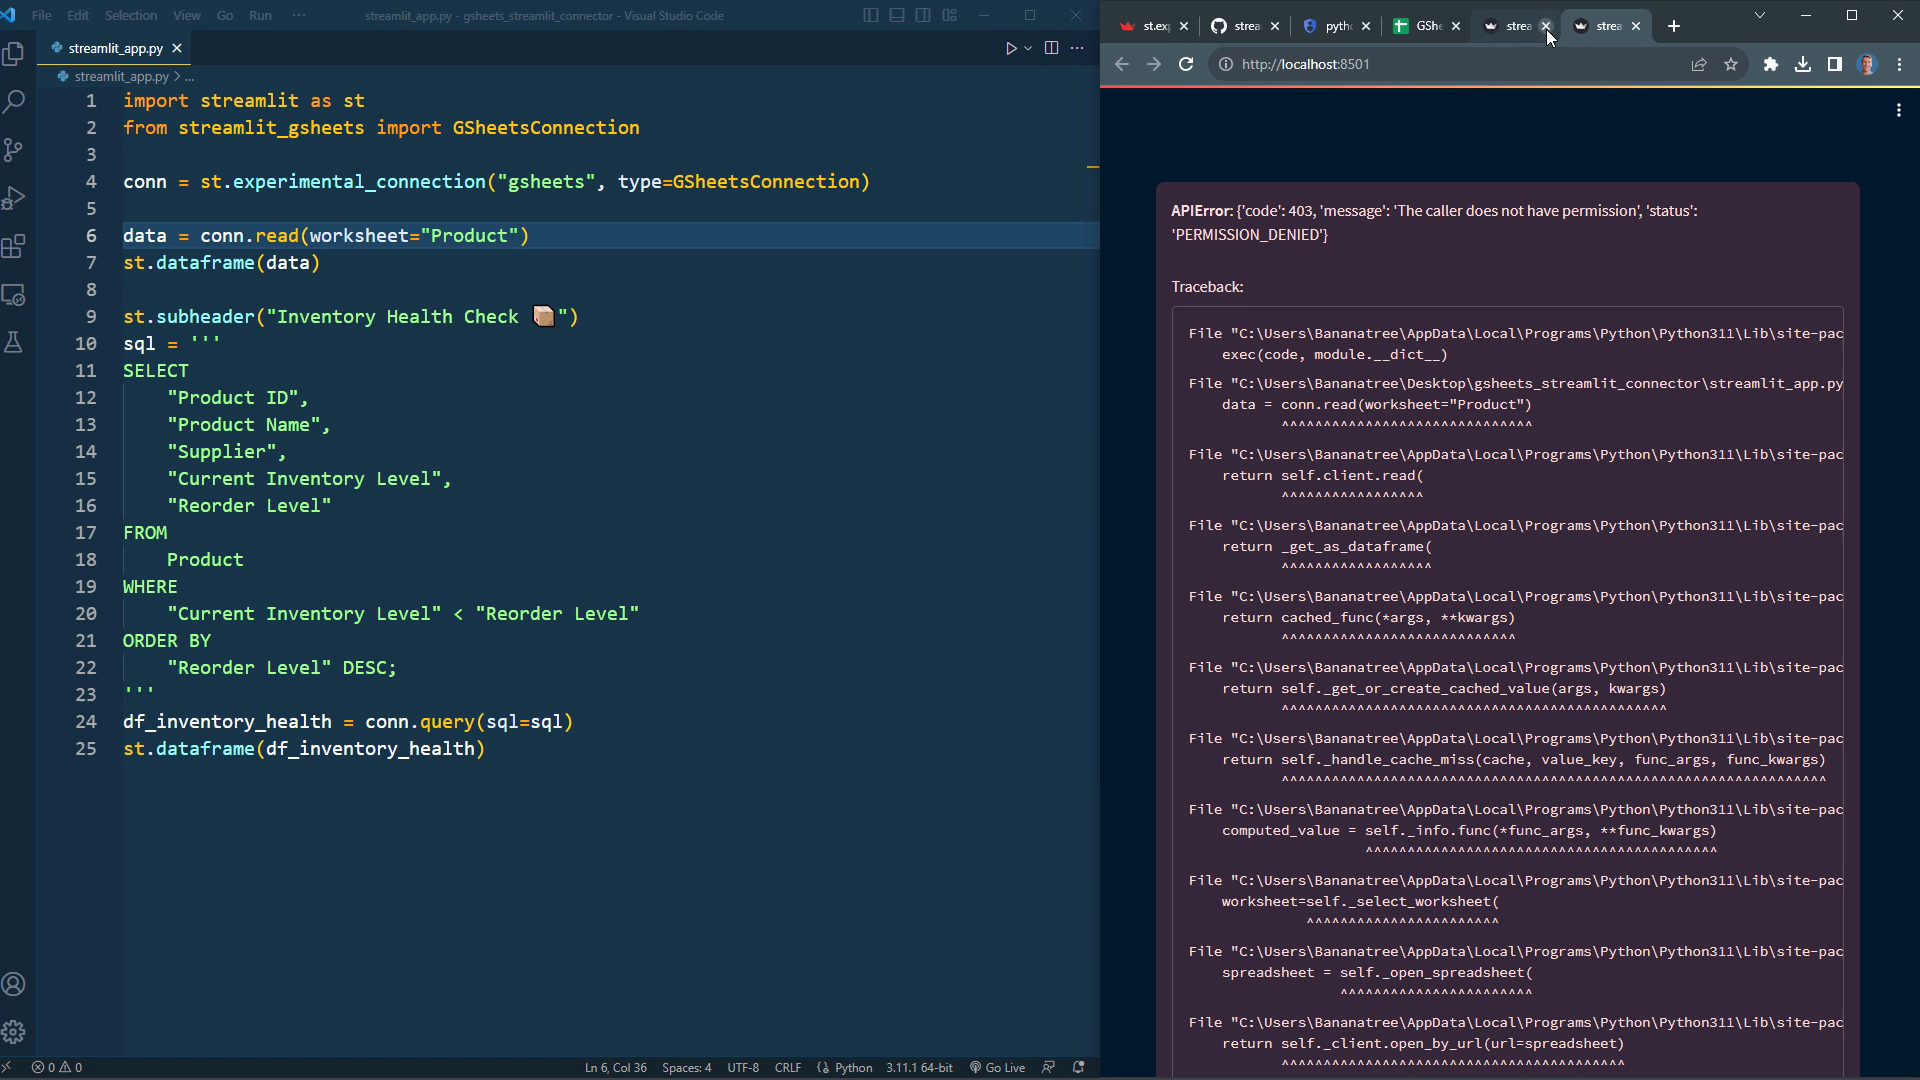 File Edit Selection View Go Run ···
streamlit_app.py - gsheets_streamlit_connector - Visual Studio Code
streamlit_app.py
streamlit_app.py > ...
1 import streamlit as st
2 from streamlit_gsheets import GSheetsConnection
3
4 conn = st.experimental_connection("gsheets", type=GSheetsConnection)
5
6 data = conn.read(worksheet="Product")
7 st.dataframe(data)
8
9 st.subheader("Inventory Health Check 📦")
10 sql = '''
11 SELECT
12 "Product ID",
13 "Product Name",
14 "Supplier",
15 "Current Inventory Level",
16 "Reorder Level"
17 FROM
18 Product
19 WHERE
20 "Current Inventory Level" < "Reorder Level"
21 ORDER BY
22 "Reorder Level" DESC;
23 '''
24 df_inventory_health = conn.query(sql=sql)
25 st.dataframe(df_inventory_health)
0 0
Ln 6, Col 36 Spaces: 4 UTF-8 CRLF Python 3.11.1 64-bit Go Live
st.exp strea pyth GShe strea strea
http://localhost:8501
APIError: {'code': 403, 'message': 'The caller does not have permission', 'status':
'PERMISSION_DENIED'}
Traceback:
File "C:\Users\Bananatree\AppData\Local\Programs\Python\Python311\Lib\site-pac
exec(code, module.__dict__)
File "C:\Users\Bananatree\Desktop\gsheets_streamlit_connector\streamlit_app.py
data = conn.read(worksheet="Product")
^^^^^^^^^^^^^^^^^^^^^^^^^^^^^^
File "C:\Users\Bananatree\AppData\Local\Programs\Python\Python311\Lib\site-pac
return self.client.read(
^^^^^^^^^^^^^^^^^
File "C:\Users\Bananatree\AppData\Local\Programs\Python\Python311\Lib\site-pac
return _get_as_dataframe(
^^^^^^^^^^^^^^^^^^
File "C:\Users\Bananatree\AppData\Local\Programs\Python\Python311\Lib\site-pac
return cached_func(*args, **kwargs)
^^^^^^^^^^^^^^^^^^^^^^^^^^^^
File "C:\Users\Bananatree\AppData\Local\Programs\Python\Python311\Lib\site-pac
return self._get_or_create_cached_value(args, kwargs)
^^^^^^^^^^^^^^^^^^^^^^^^^^^^^^^^^^^^^^^^^^^^^^
File "C:\Users\Bananatree\AppData\Local\Programs\Python\Python311\Lib\site-pac
return self._handle_cache_miss(cache, value_key, func_args, func_kwargs)
^^^^^^^^^^^^^^^^^^^^^^^^^^^^^^^^^^^^^^^^^^^^^^^^^^^^^^^^^^^^^^^^^
File "C:\Users\Bananatree\AppData\Local\Programs\Python\Python311\Lib\site-pac
computed_value = self._info.func(*func_args, **func_kwargs)
^^^^^^^^^^^^^^^^^^^^^^^^^^^^^^^^^^^^^^^^^^
File "C:\Users\Bananatree\AppData\Local\Programs\Python\Python311\Lib\site-pac
worksheet=self._select_worksheet(
^^^^^^^^^^^^^^^^^^^^^^^
File "C:\Users\Bananatree\AppData\Local\Programs\Python\Python311\Lib\site-pac
spreadsheet = self._open_spreadsheet(
^^^^^^^^^^^^^^^^^^^^^^^
File "C:\Users\Bananatree\AppData\Local\Programs\Python\Python311\Lib\site-pac
return self._client.open_by_url(url=spreadsheet)
^^^^^^^^^^^^^^^^^^^^^^^^^^^^^^^^^^^^^^^^^